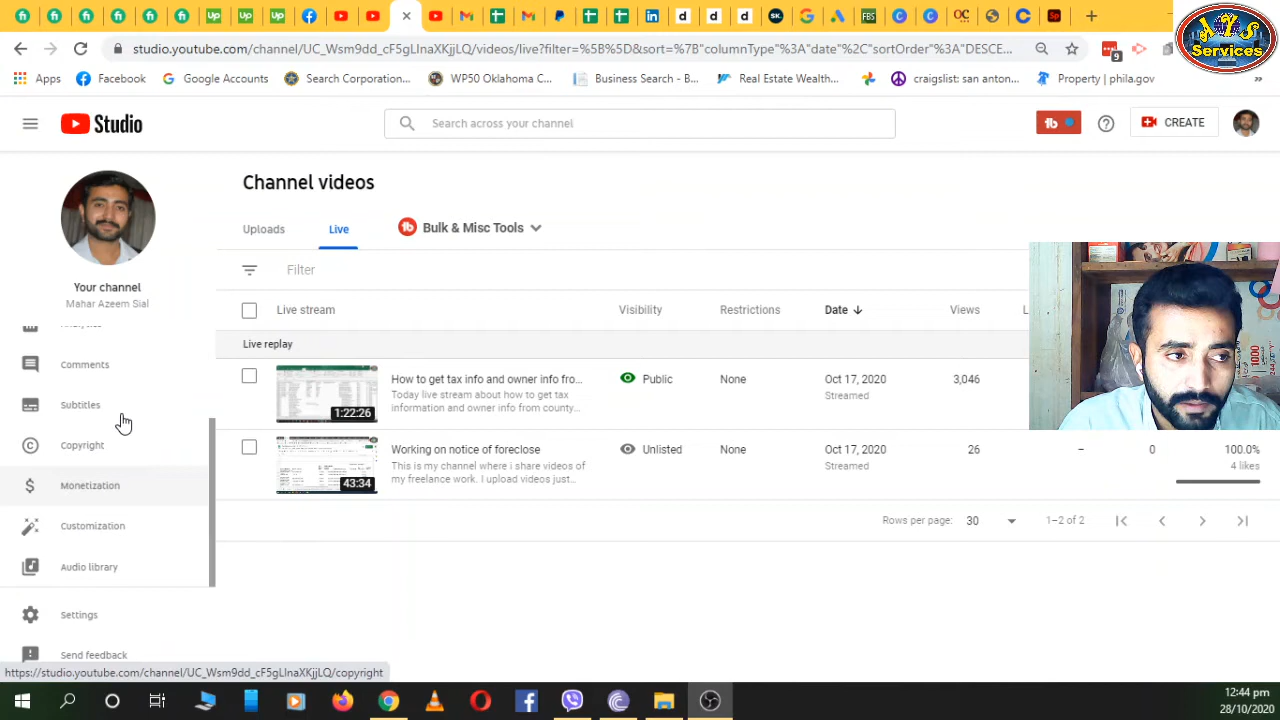 studio.youtube.com/channel/UC_Wsm9dd_cF5gLInaXKjjLQ/videos/live?filter=%5B%5D&sort=%7B"columnType"%3A"date"%2C"sortOrder"%3A"DESCE...
9
AZS
Services
Apps
Facebook
Google Accounts
Search Corporation...
WP50 Oklahoma C...
Business Search - B...
Real Estate Wealth...
craigslist: san anton...
Property | phila.gov
Studio
Search across your channel
CREATE
Your channel
Mahar Azeem Sial
Analytics
Comments
Subtitles
Copyright
Monetization
Customization
Audio library
Settings
Send feedback
Channel videos
Uploads
Live
Bulk & Misc Tools
Filter
Live stream
Visibility
Restrictions
Date
Views
Live replay
1:22:26
How to get tax info and owner info fro...
Today live stream about how to get tax
information and owner info from county...
Public
None
Oct 17, 2020
Streamed
3,046
43:34
Working on notice of foreclose
This is my channel where i share videos of
my freelance work. I upload videos just...
Unlisted
None
Oct 17, 2020
Streamed
26
–
0
100.0%
4 likes
Rows per page:
30
1–2 of 2
https://studio.youtube.com/channel/UC_Wsm9dd_cF5gLInaXKjjLQ/copyright
12:44 pm
28/10/2020